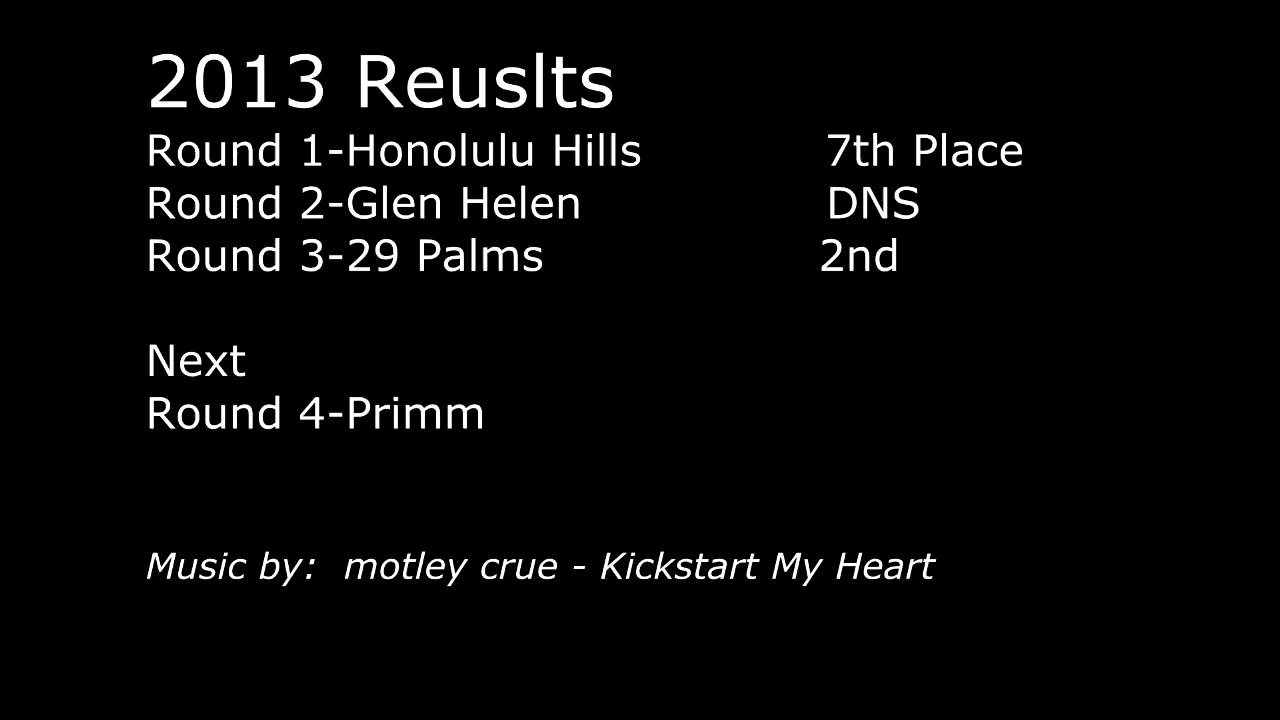 2013 Reuslts
Round 1-Honolulu Hills 7th Place
Round 2-Glen Helen DNS
Round 3-29 Palms 2nd
Next
Round 4-Primm
Music by: motley crue - Kickstart My Heart